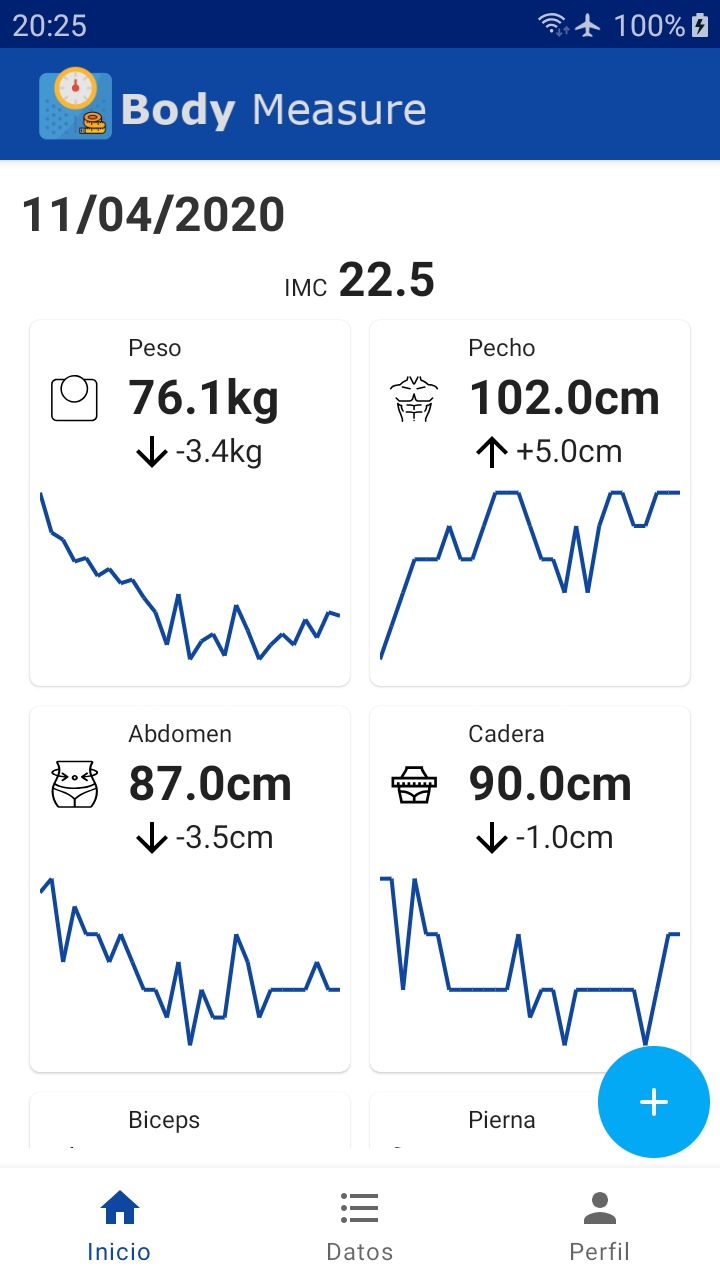 20:25 100%
Body Measure
11/04/2020
IMC 22.5
Peso
76.1kg
-3.4kg
Pecho
102.0cm
+5.0cm
Abdomen
87.0cm
-3.5cm
Cadera
90.0cm
-1.0cm
Biceps
Pierna
Inicio
Datos
Perfil